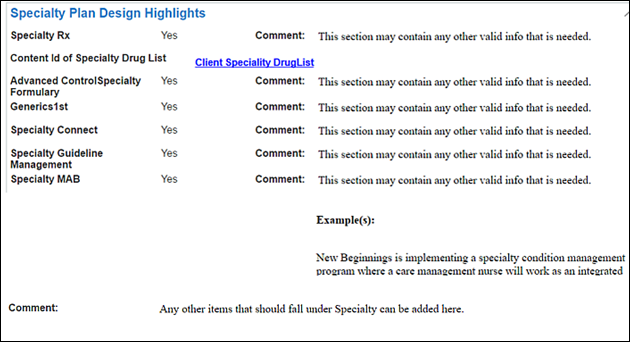 Specialty Plan Design Highlights
Specialty Rx Yes Comment: This section may contain any other valid info that is needed.
Content Id of Specialty Drug List Client Speciality DrugList
Advanced ControlSpecialty Yes Comment: This section may contain any other valid info that is needed.
Formulary
Generics1st Yes Comment: This section may contain any other valid info that is needed.
Specialty Connect Yes Comment: This section may contain any other valid info that is needed.
Specialty Guideline Yes Comment: This section may contain any other valid info that is needed.
Management
Specialty MAB Yes Comment: This section may contain any other valid info that is needed.
Example(s):
New Beginnings is implementing a specialty condition management
program where a care management nurse will work as an integrated
Comment: Any other items that should fall under Specialty can be added here.